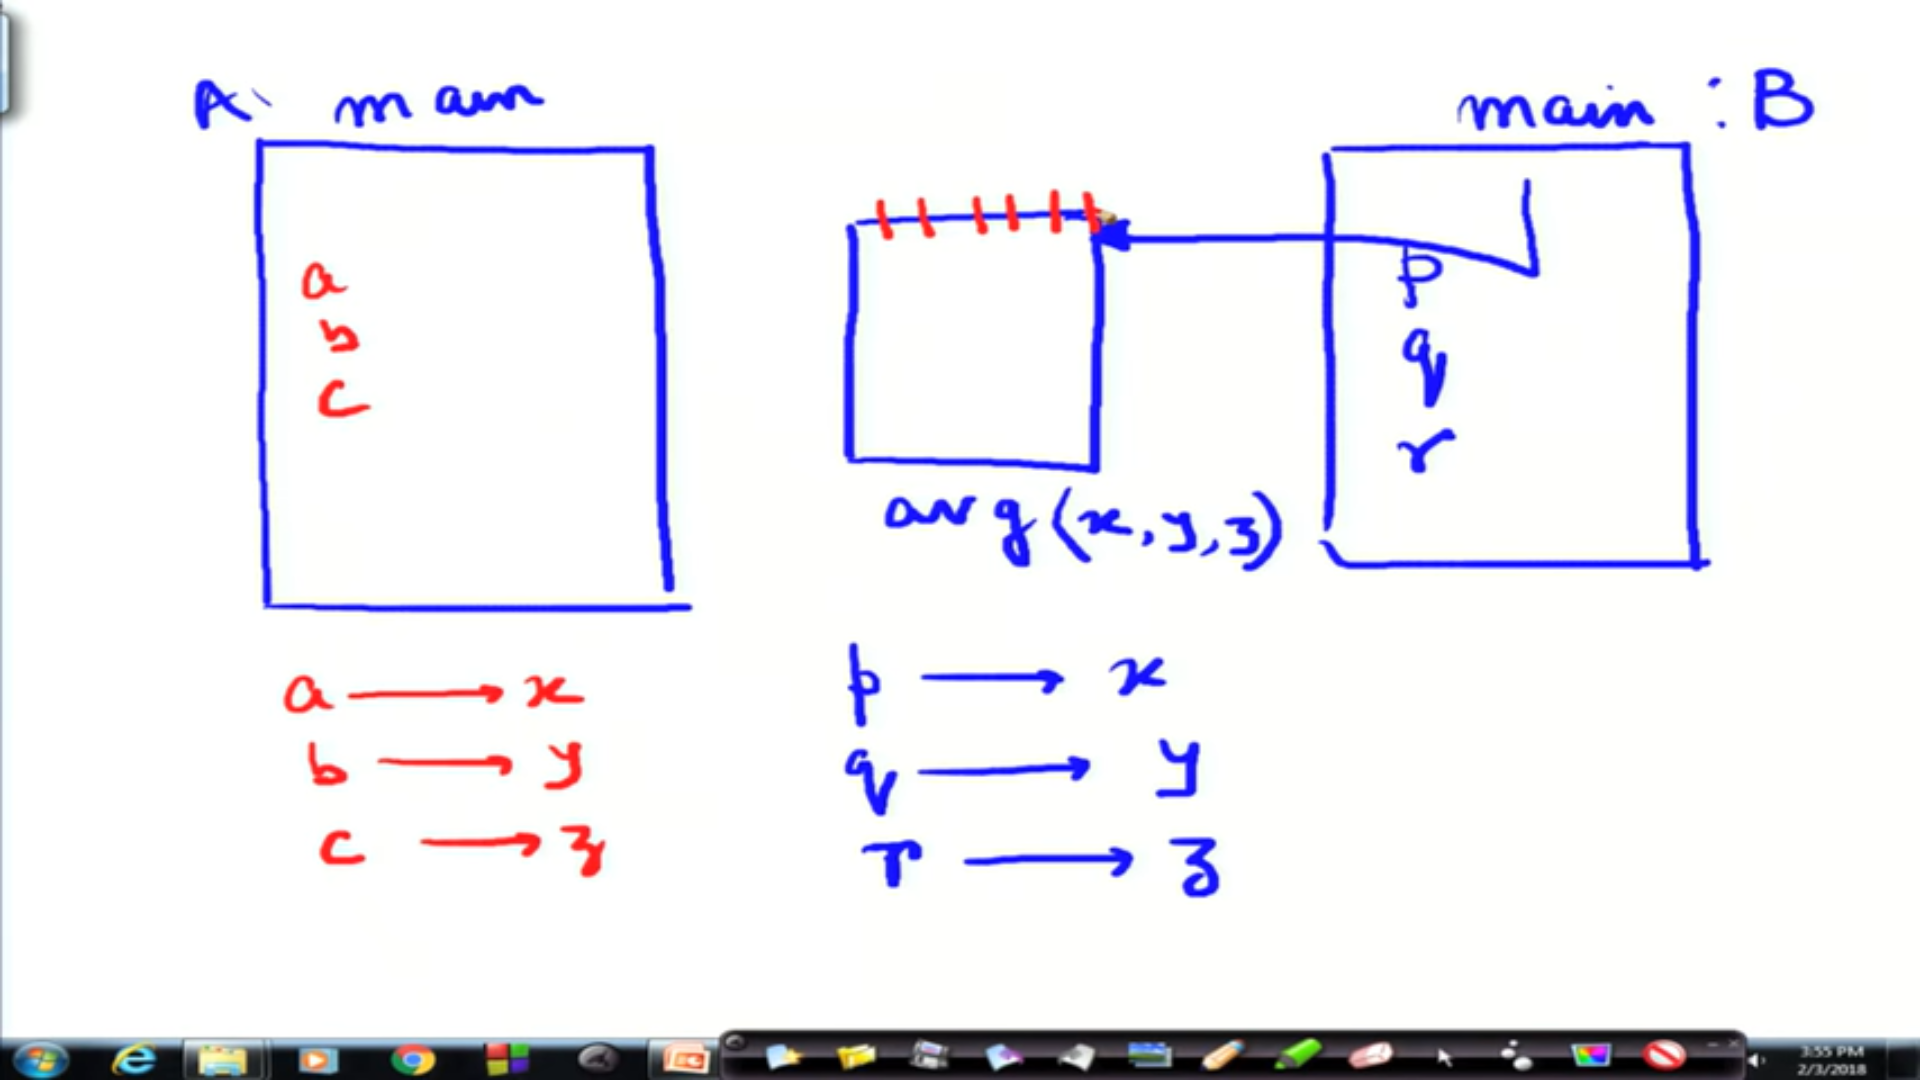 A: main
main : B
a
b
c
p
q
r
avg (x, y, z)
a → x
b → y
c → z
p → x
q → y
r → z
3:55 PM
2/3/2018